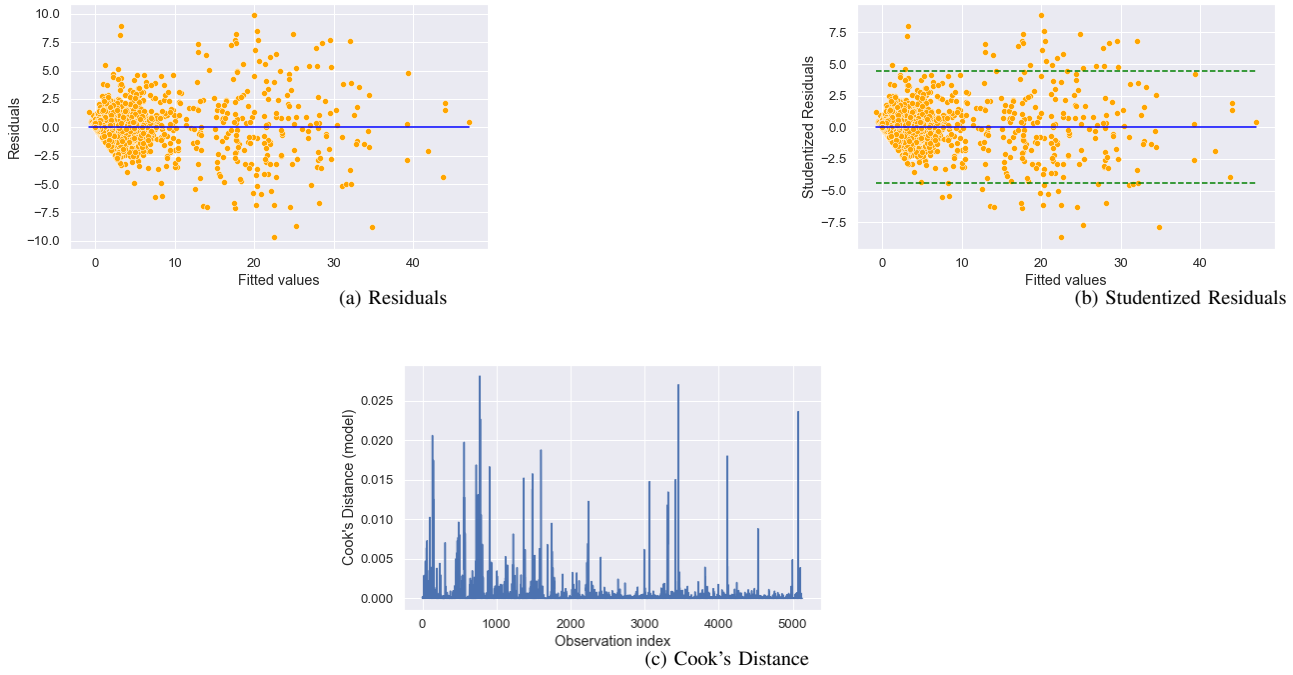 10.0
7.5
5.0
2.5
0.0
−2.5
−5.0
−7.5
−10.0
Residuals
0 10 20 30 40
Fitted values
(a) Residuals
7.5
5.0
2.5
0.0
−2.5
−5.0
−7.5
Studentized Residuals
0 10 20 30 40
Fitted values
(b) Studentized Residuals
0.025
0.020
0.015
0.010
0.005
0.000
Cook's Distance (model)
0 1000 2000 3000 4000 5000
Observation index
(c) Cook’s Distance